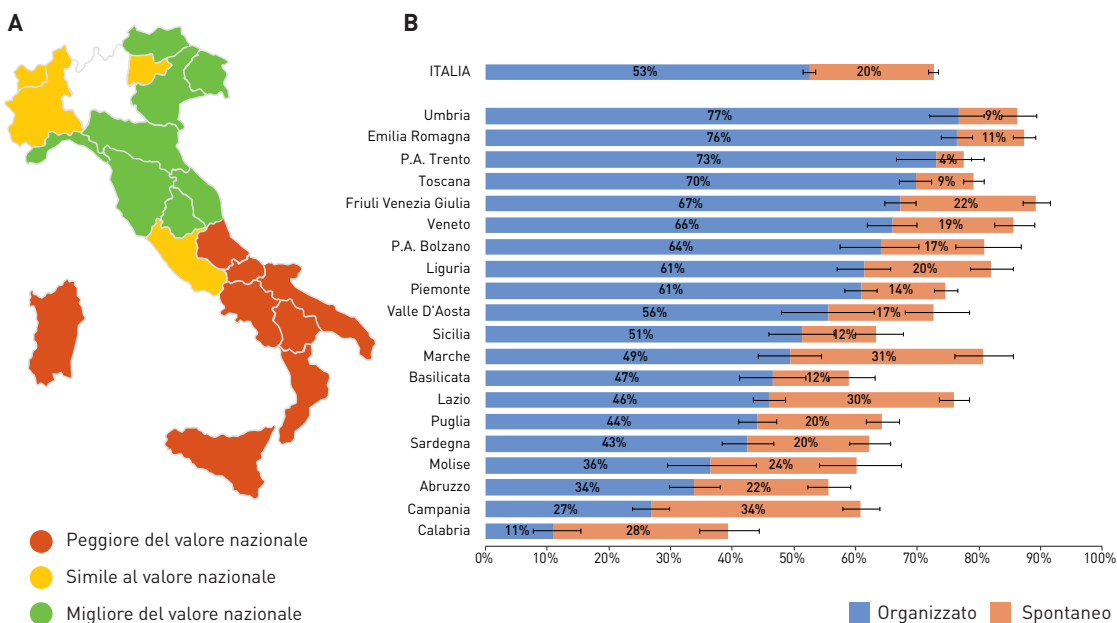 A
B
ITALIA 53% 20%
Umbria 77% 9%
Emilia Romagna 76% 11%
P.A. Trento 73% 4%
Toscana 70% 9%
Friuli Venezia Giulia 67% 22%
Veneto 66% 19%
P.A. Bolzano 64% 17%
Liguria 61% 20%
Piemonte 61% 14%
Valle D'Aosta 56% 17%
Sicilia 51% 12%
Marche 49% 31%
Basilicata 47% 12%
Lazio 46% 30%
Puglia 44% 20%
Sardegna 43% 20%
Molise 36% 24%
Abruzzo 34% 22%
Campania 27% 34%
Calabria 11% 28%
0% 10% 20% 30% 40% 50% 60% 70% 80% 90% 100%
Peggiore del valore nazionale
Simile al valore nazionale
Migliore del valore nazionale
Organizzato Spontaneo